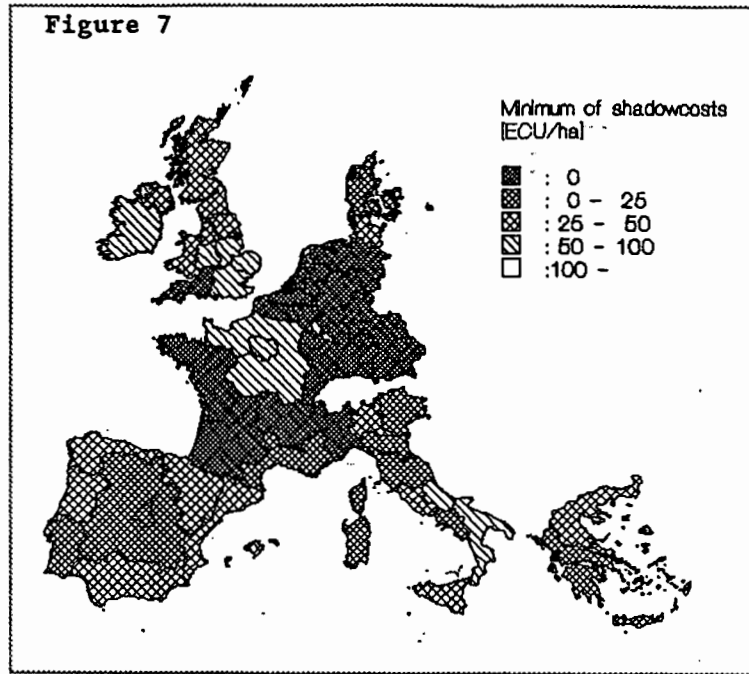 Figure 7
Minimum of shadowcosts
[ECU/ha]
: 0
: 0 - 25
: 25 - 50
: 50 - 100
:100 -